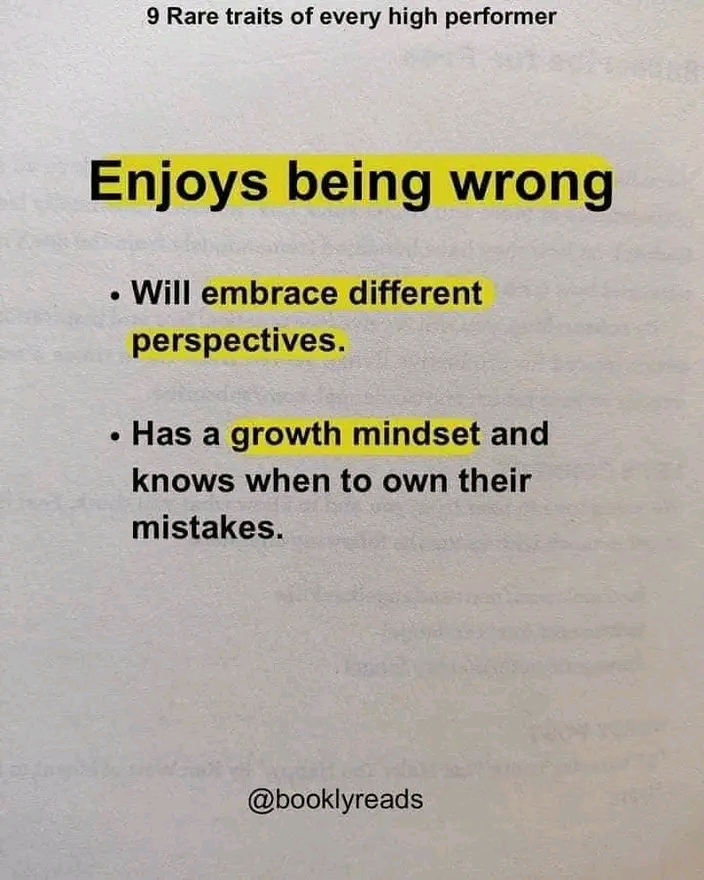 9 Rare traits of every high performer
Enjoys being wrong
• Will embrace different
perspectives.
• Has a growth mindset and
knows when to own their
mistakes.
@booklyreads